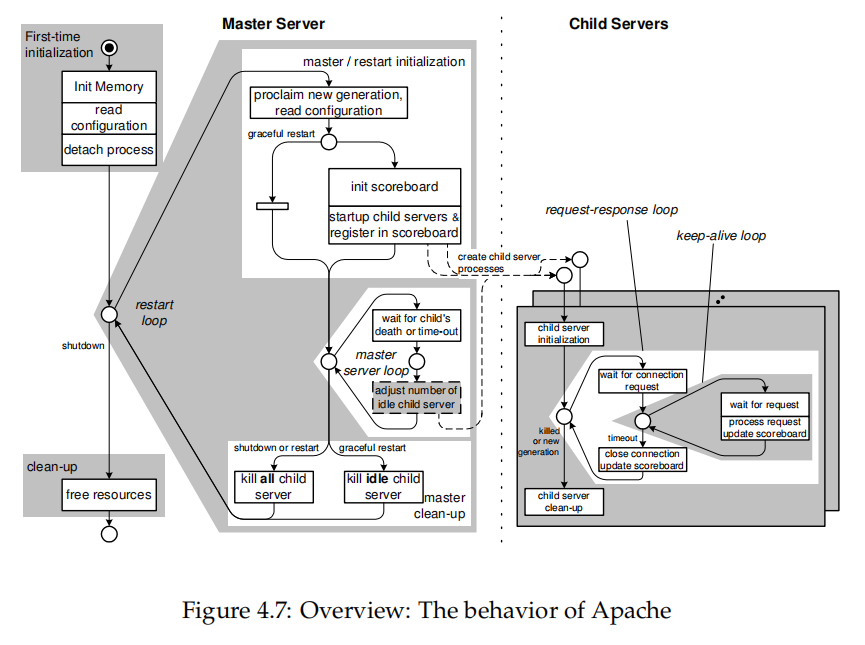 Master Server
Child Servers
First-time
initialization
Init Memory
read
configuration
detach process
master / restart initialization
proclaim new generation,
read configuration
graceful restart
init scoreboard
startup child servers &
register in scoreboard
create child server
processes
request-response loop
keep-alive loop
restart
loop
shutdown
wait for child's
death or time-out
master
server loop
adjust number of
idle child server
child server
initialization
wait for connection
request
wait for request
process request
update scoreboard
killed
or new
generation
timeout
close connection
update scoreboard
child server
clean-up
shutdown or restart
graceful restart
kill all child
server
kill idle child
server
master
clean-up
clean-up
free resources
Figure 4.7: Overview: The behavior of Apache